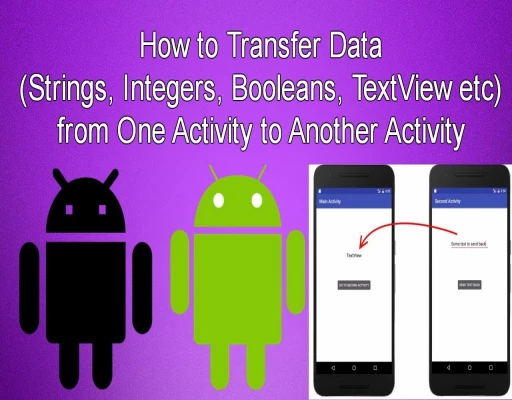 How to Transfer Data
(Strings, Integers, Booleans, TextView etc)
from One Activity to Another Activity
Main Activity
TextView
GO TO SECOND ACTIVITY
Second Activity
Some text to send back
SEND TEXT BACK